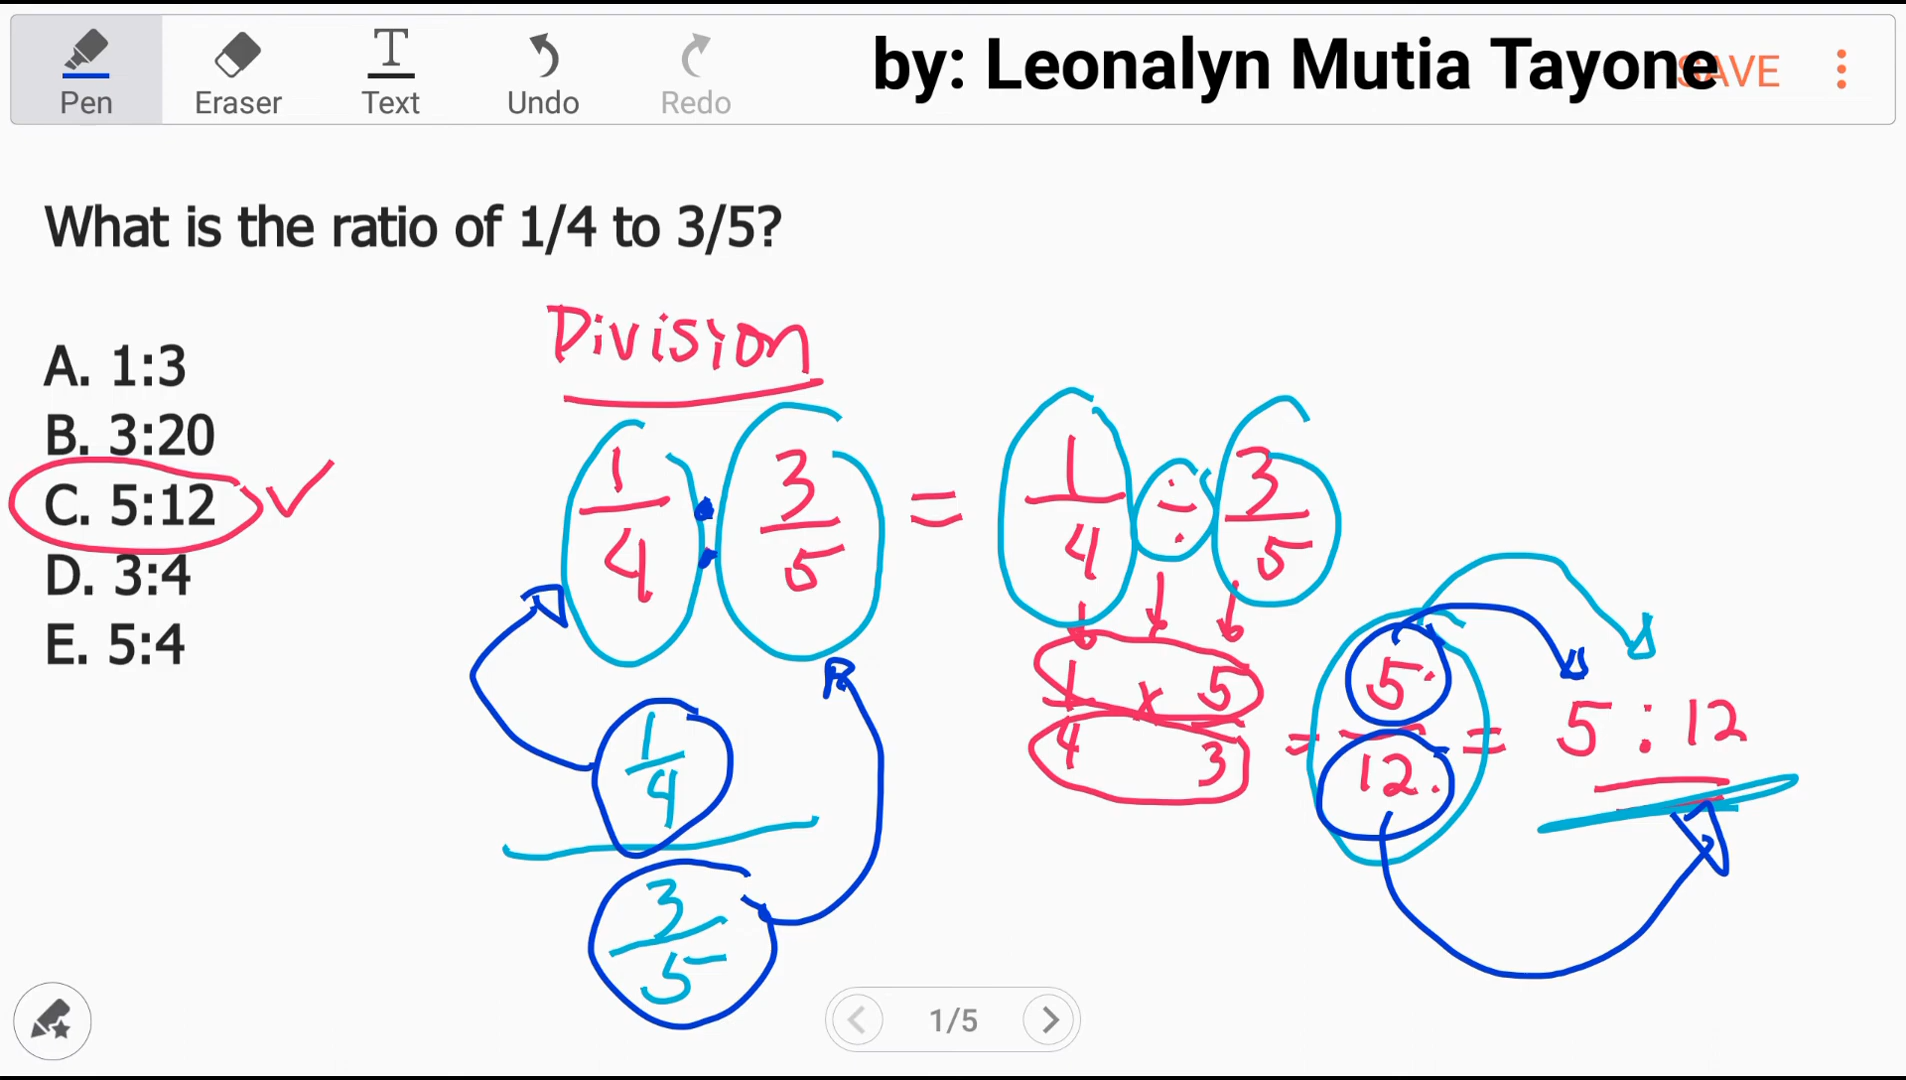 Pen Eraser Text Undo Redo by: Leonalyn Mutia Tayone SAVE
What is the ratio of 1/4 to 3/5?
A. 1:3
B. 3:20
C. 5:12
D. 3:4
E. 5:4
Division
1/4 : 3/5 = 1/4 ÷ 3/5
1/4 x 5/3 = 5/12 = 5:12
1/4
3/5
1/5